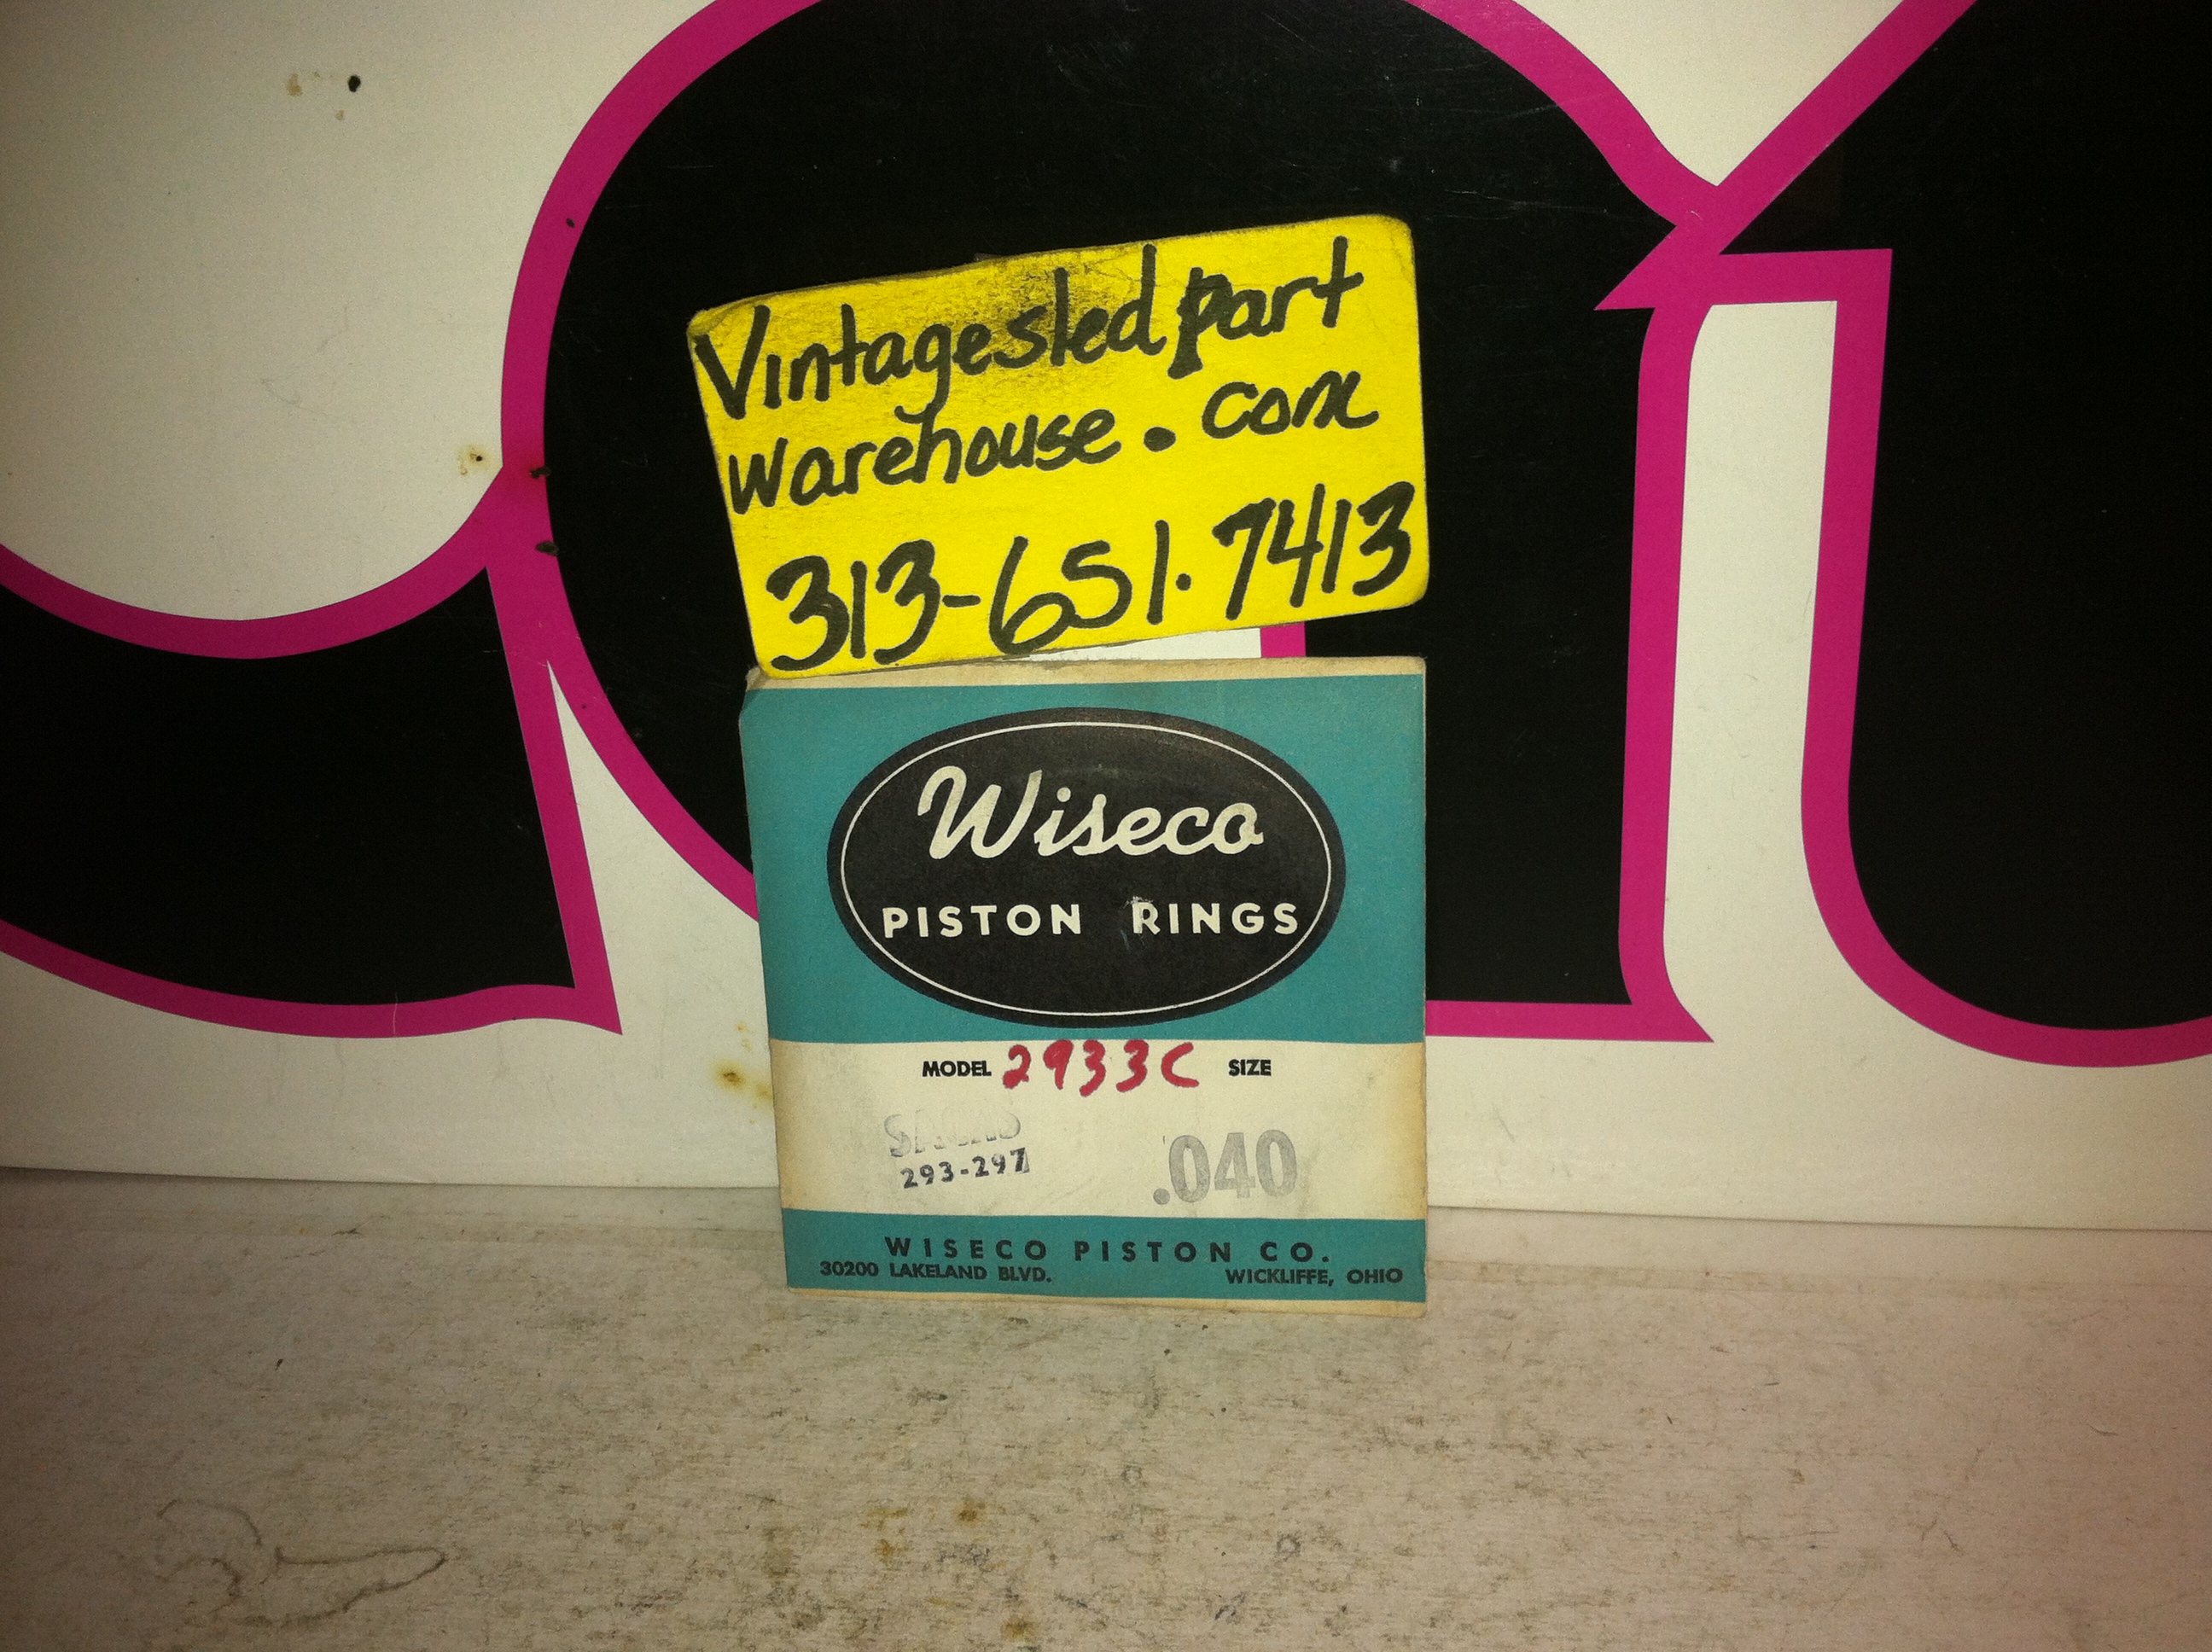 Vintagesled part
warehouse.com
313-651.7413
Wiseco
PISTON RINGS
MODEL 2933C SIZE
SACHS
293-297 .040
WISECO PISTON CO.
30200 LAKELAND BLVD. WICKLIFFE, OHIO